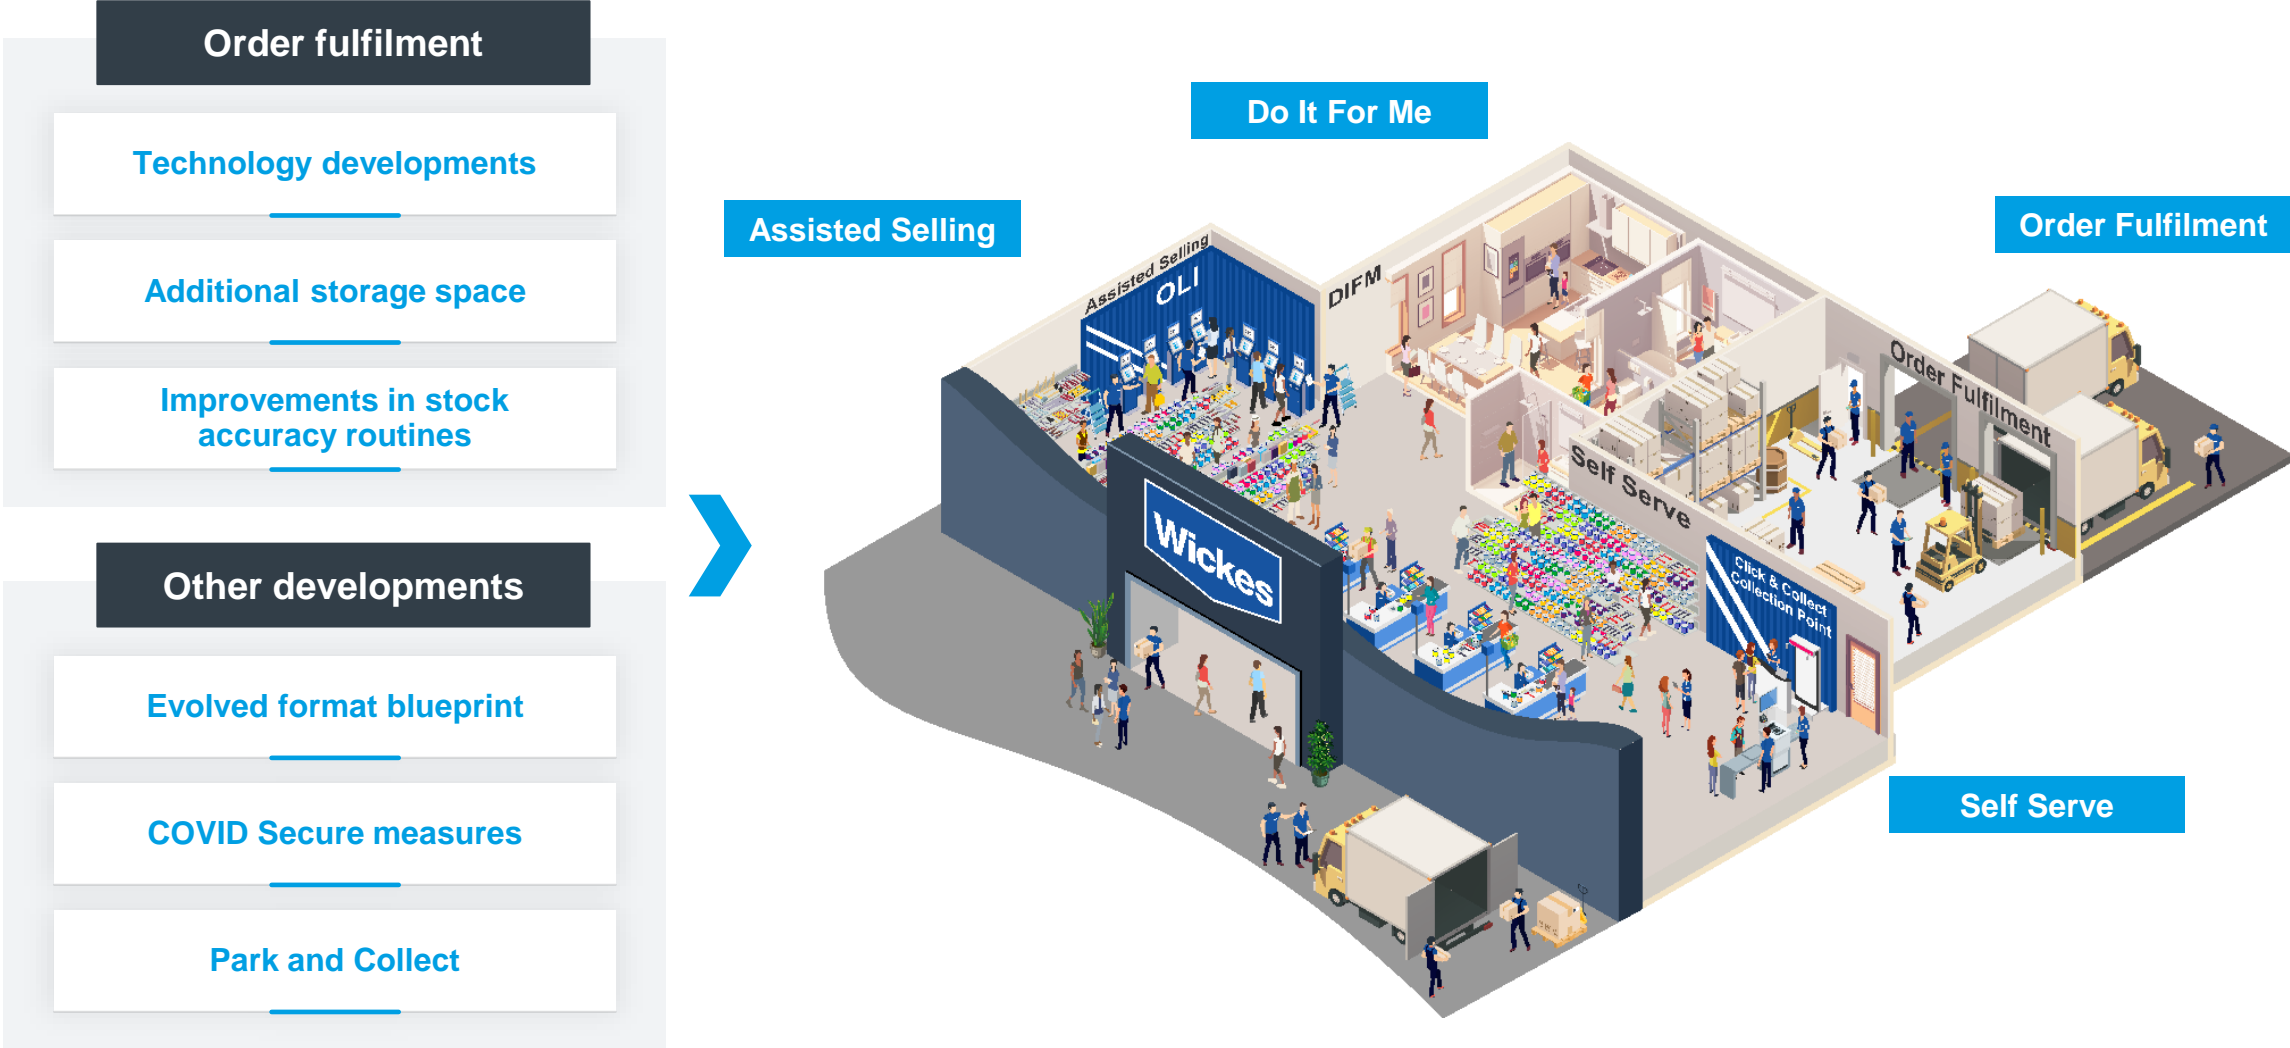 Order fulfilment
Technology developments
Additional storage space
Improvements in stock
accuracy routines
Other developments
Evolved format blueprint
COVID Secure measures
Park and Collect
Do It For Me
Assisted Selling
Order Fulfilment
Self Serve
Assisted Selling
OLI
DIFM
Order Fulfilment
Self Serve
Wickes
Click & Collect
Collection Point